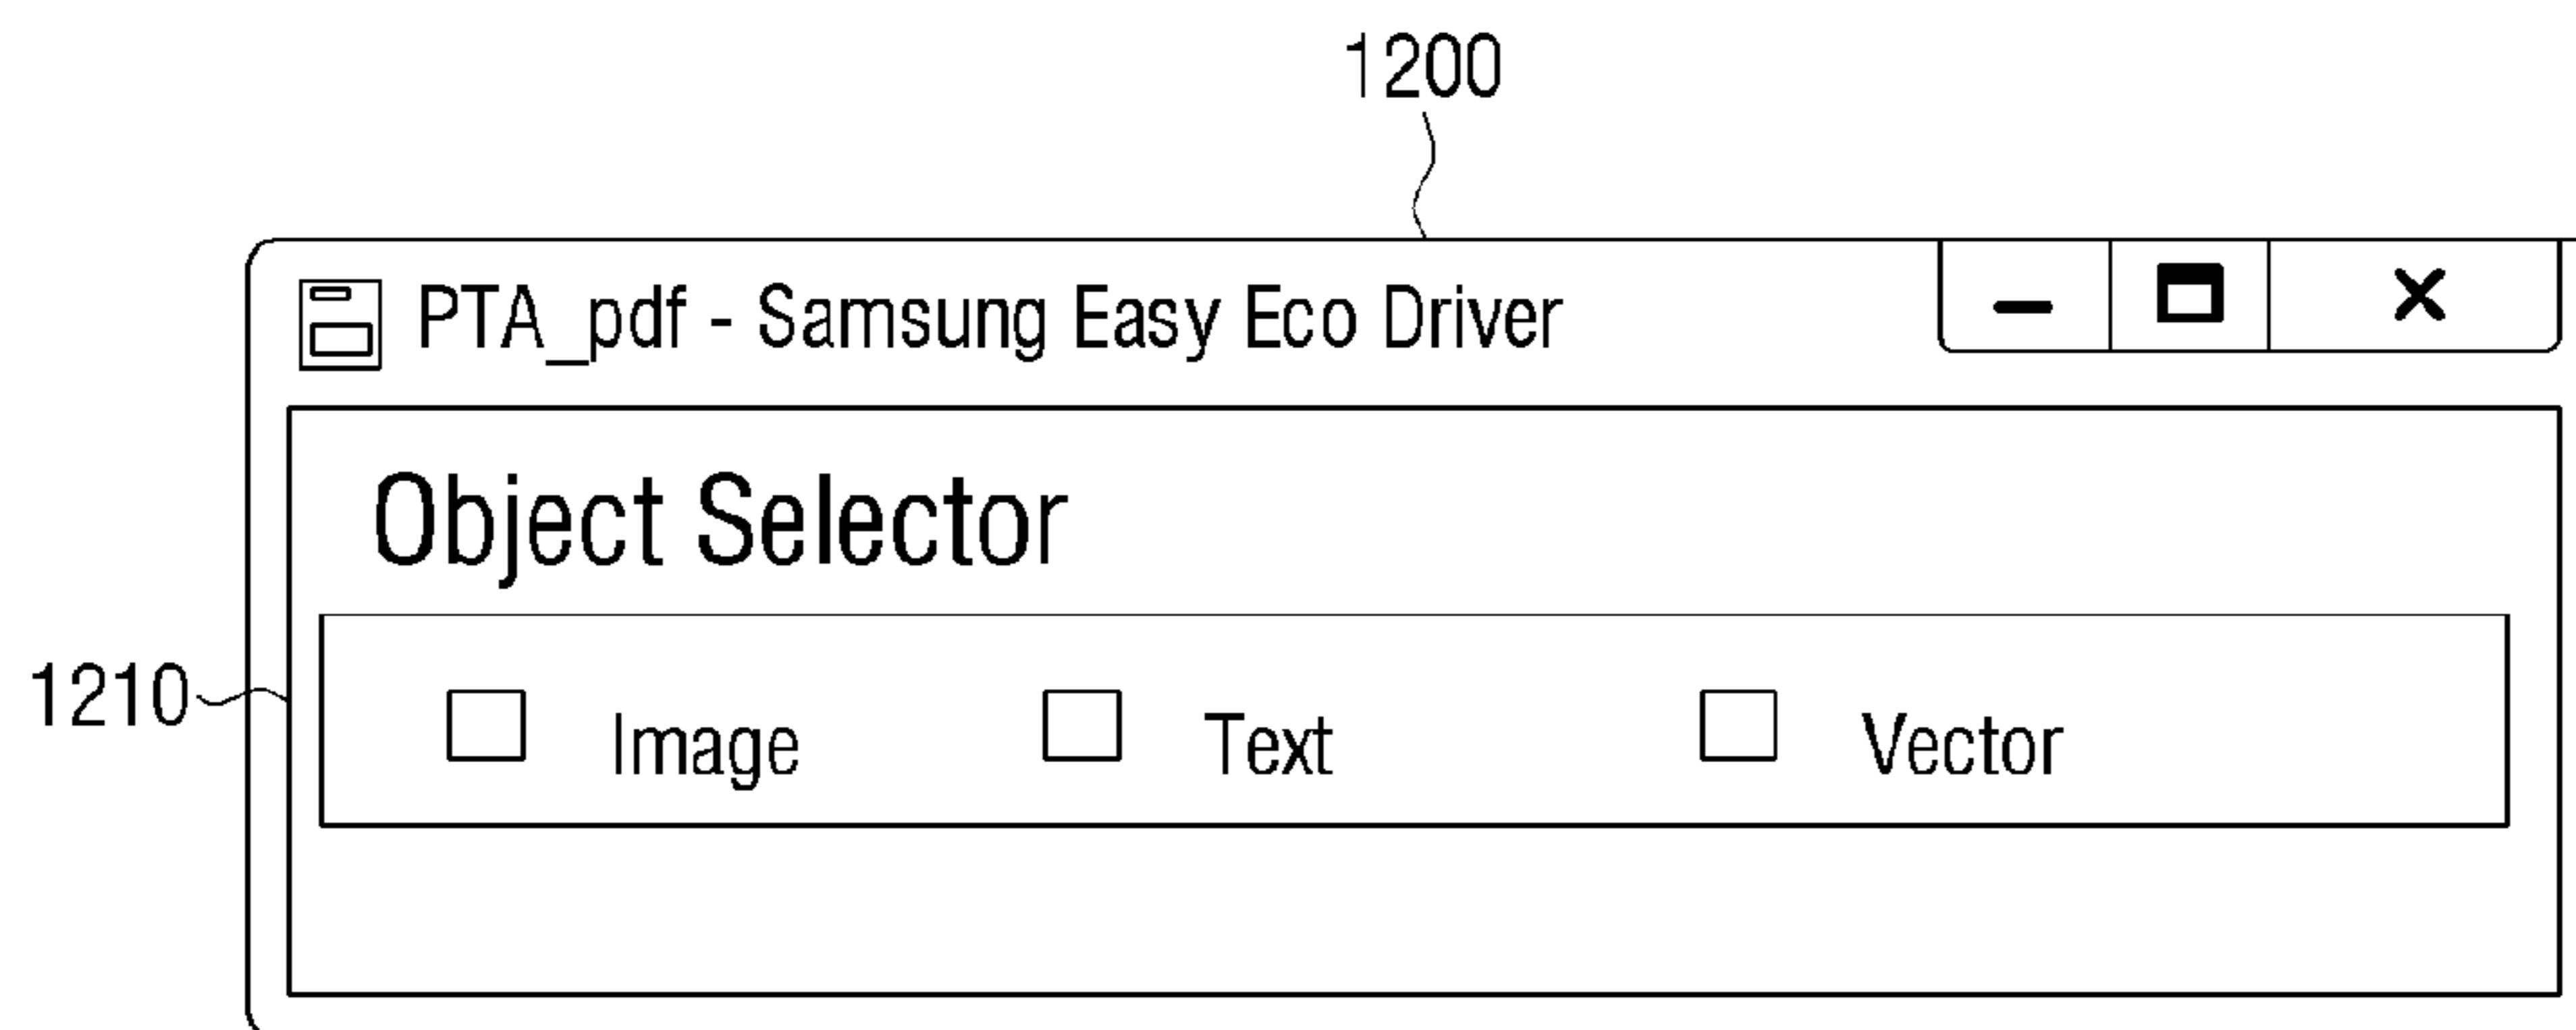 1200
PTA_pdf - Samsung Easy Eco Driver
Object Selector
1210
Image Text Vector